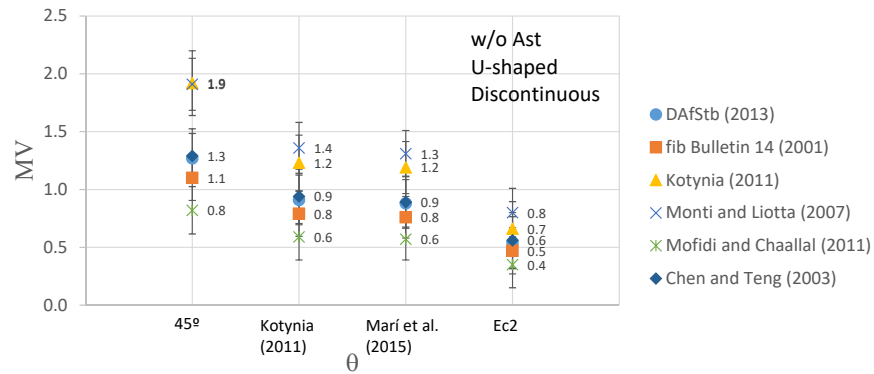 2.5
2.0
1.5
1.0
0.5
0.0
MV
w/o Ast
U-shaped
Discontinuous
1.9
1.3
1.1
0.8
1.4
1.2
0.9
0.8
0.6
1.3
1.2
0.9
0.8
0.6
0.8
0.7
0.6
0.5
0.4
45º
Kotynia
(2011)
Marí et al.
(2015)
Ec2
θ
DAfStb (2013)
fib Bulletin 14 (2001)
Kotynia (2011)
Monti and Liotta (2007)
Mofidi and Chaallal (2011)
Chen and Teng (2003)